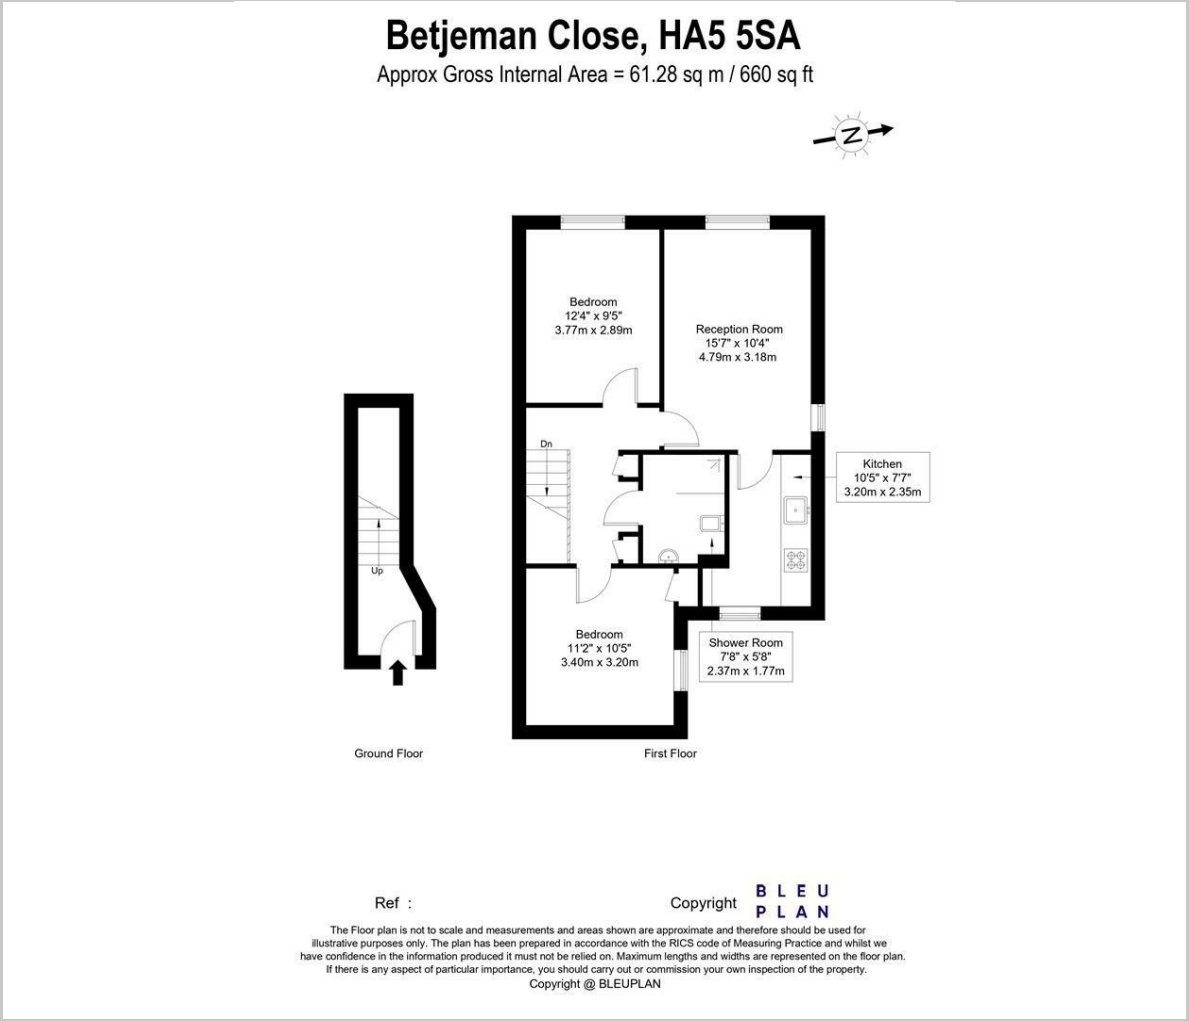 Betjeman Close, HA5 5SA
Approx Gross Internal Area = 61.28 sq m / 660 sq ft
N
Bedroom
12'4" x 9'5"
3.77m x 2.89m
Reception Room
15'7" x 10'4"
4.79m x 3.18m
Dn
Kitchen
10'5" x 7'7"
3.20m x 2.35m
Up
Bedroom
11'2" x 10'5"
3.40m x 3.20m
Shower Room
7'8" x 5'8"
2.37m x 1.77m
Ground Floor
First Floor
Ref :
Copyright
BLEU
PLAN
The Floor plan is not to scale and measurements and areas shown are approximate and therefore should be used for
illustrative purposes only. The plan has been prepared in accordance with the RICS code of Measuring Practice and whilst we
have confidence in the information produced it must not be relied on. Maximum lengths and widths are represented on the floor plan.
If there is any aspect of particular importance, you should carry out or commission your own inspection of the property.
Copyright @ BLEUPLAN